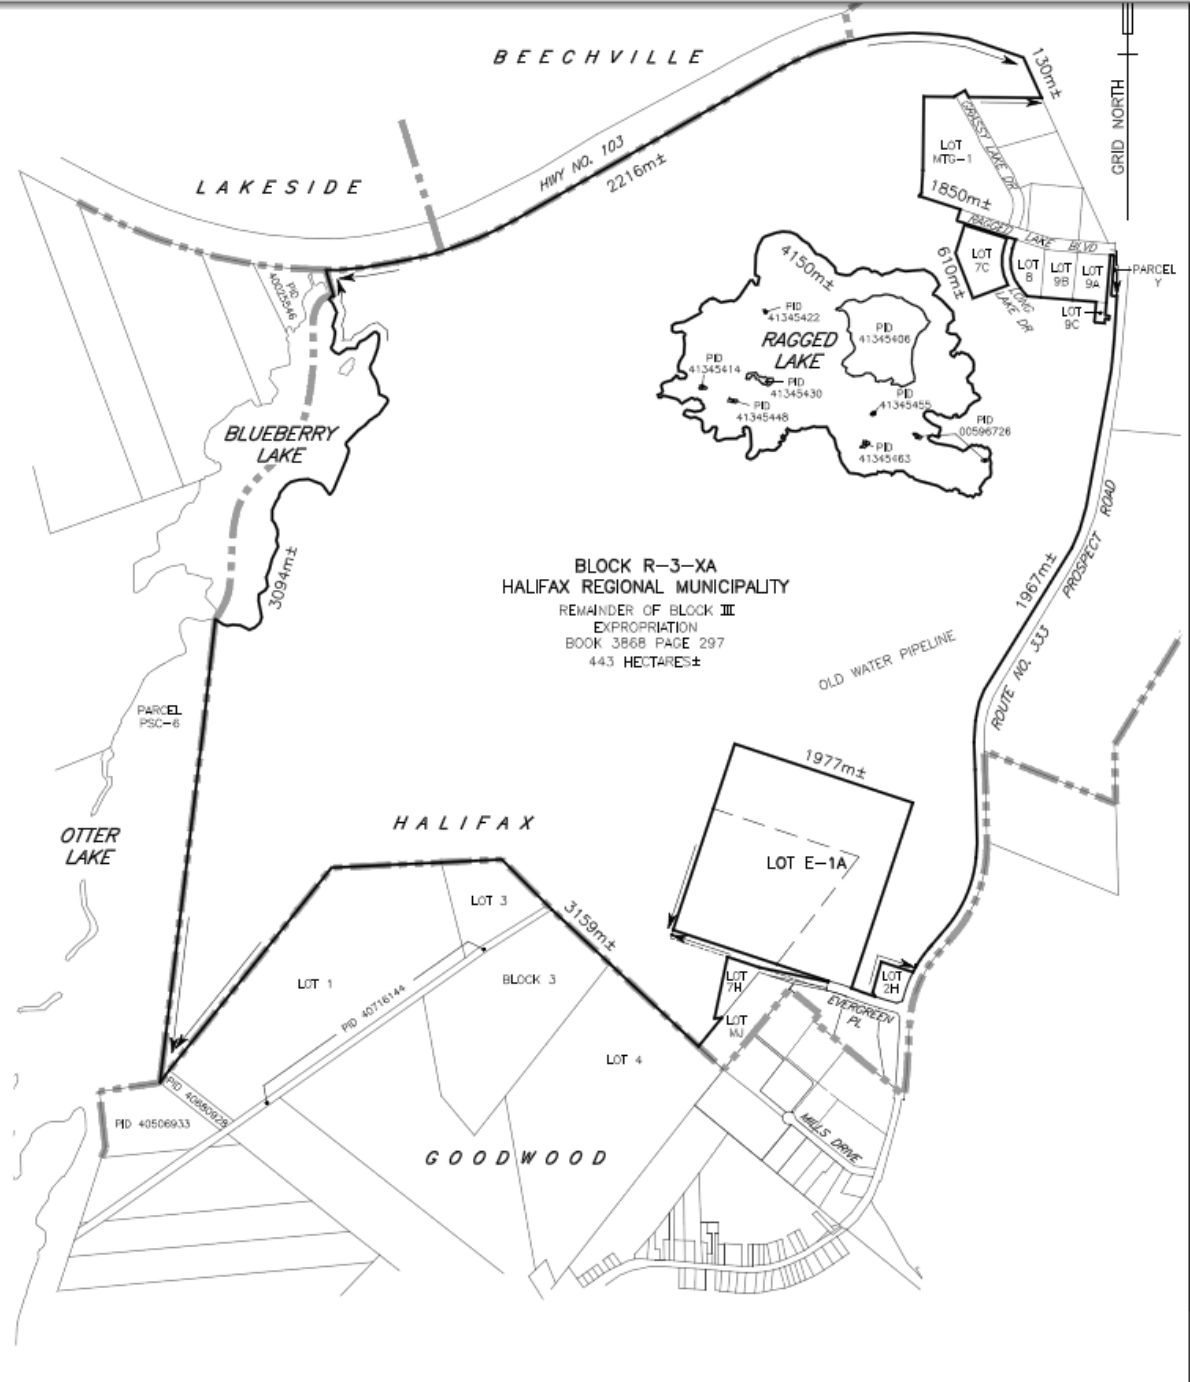 BEECHVILLE
130m±
GRID NORTH
HWY NO. 103
2216m±
LAKESIDE
GRASSY LAKE DR
LOT
MTG-1
1850m±
RAGGED LAKE BLVD
PID
40025546
4150m±
610m±
LOT
7C
LOT
8
LOT
9B
LOT
9A
PARCEL
Y
LONG
LAKE DR
LOT
9C
PID
41345422
PID
41345406
RAGGED
LAKE
PID
41345414
PID
41345430
PID
41345448
PID
41345455
PID
00596726
PID
41345463
BLUEBERRY
LAKE
3094m±
BLOCK R-3-XA
HALIFAX REGIONAL MUNICIPALITY
REMAINDER OF BLOCK III
EXPROPRIATION
BOOK 3868 PAGE 297
443 HECTARES±
1967m±
ROUTE NO. 333 PROSPECT ROAD
OLD WATER PIPELINE
PARCEL
PSC-6
1977m±
OTTER
LAKE
HALIFAX
LOT E-1A
LOT 3
3159m±
LOT 1
BLOCK 3
LOT
7H
LOT
2H
EVERGREEN
PL
LOT
MJ
PID 40716144
LOT 4
PID 40680928
PID 40506933
MILLS DRIVE
GOODWOOD